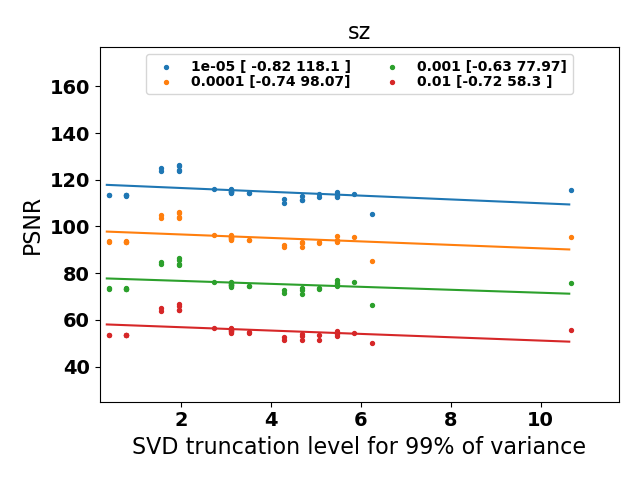 sz
1e-05 [ -0.82 118.1 ]
0.0001 [-0.74 98.07]
0.001 [-0.63 77.97]
0.01 [-0.72 58.3 ]
PSNR
160
140
120
100
80
60
40
2 4 6 8 10
SVD truncation level for 99% of variance